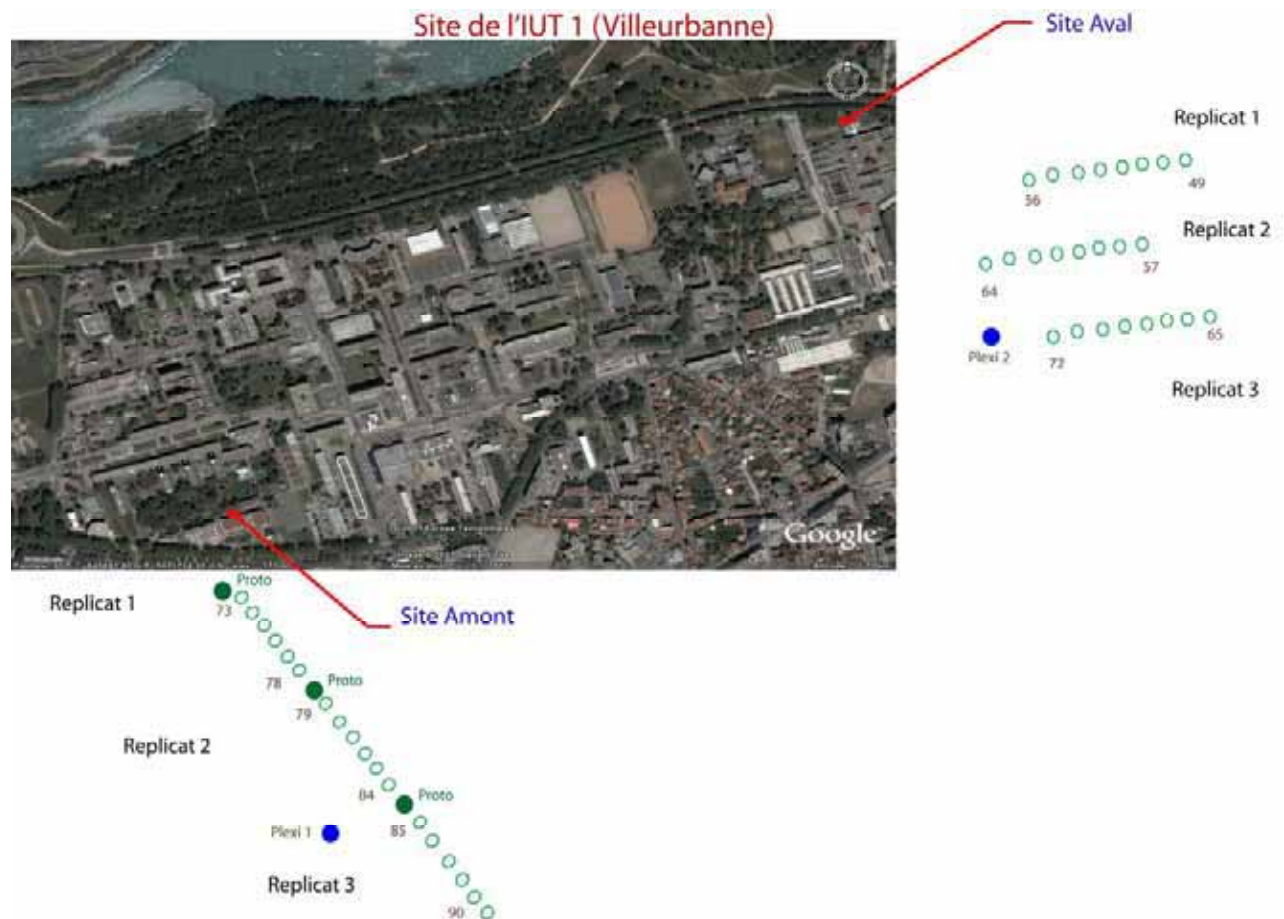 Site de l'IUT 1 (Villeurbanne)
Site Aval
Replicat 1
56
49
Replicat 2
64
57
Plexi 2
72
65
Replicat 3
Google
Replicat 1
Proto
73
Site Amont
78
Proto
79
Replicat 2
84
Proto
85
Plexi 1
Replicat 3
90